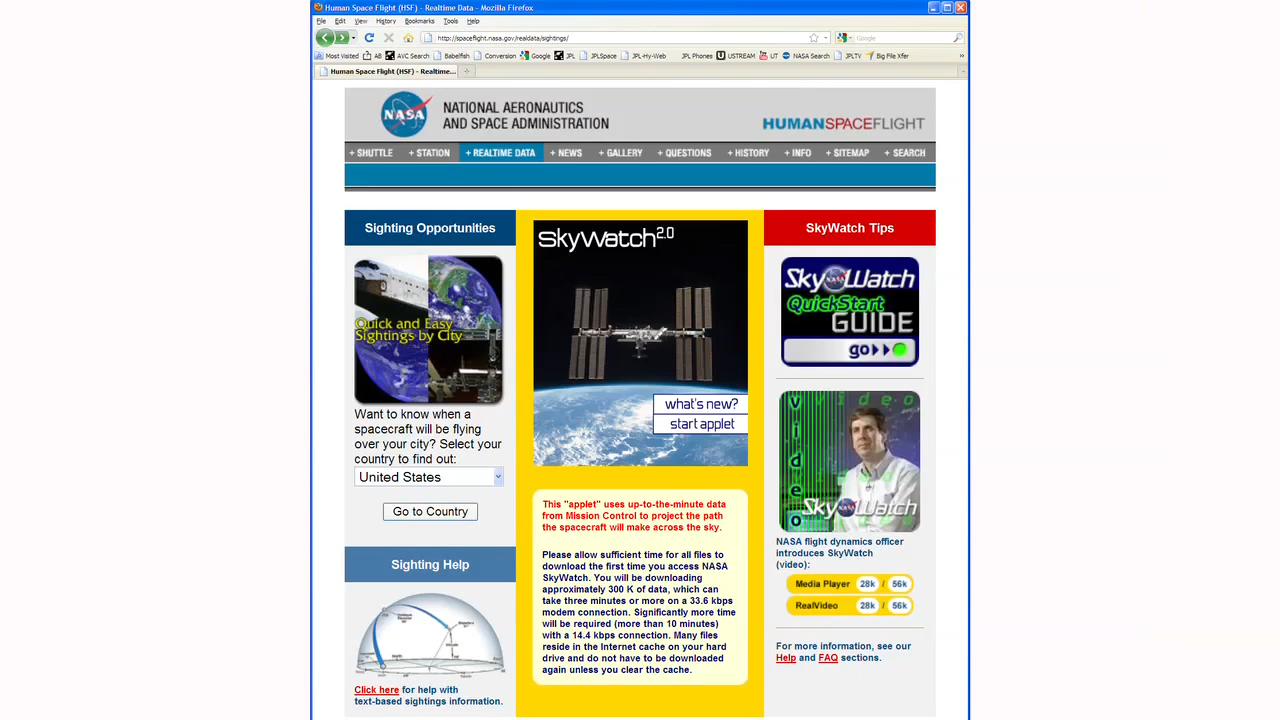 Human Space Flight (HSF) - Realtime Data - Mozilla Firefox
File Edit View History Bookmarks Tools Help
http://spaceflight.nasa.gov/realdata/sightings/
Google
Most Visited AB AVC Search Babelfish Conversion Google JPL JPLSpace JPL-Hy-Web JPL Phones USTREAM UT NASA Search JPLTV Big File Xfer
Human Space Flight (HSF) - Realtime...
NASA
NATIONAL AERONAUTICS
AND SPACE ADMINISTRATION
HUMANSPACEFLIGHT
+ SHUTTLE + STATION + REALTIME DATA + NEWS + GALLERY + QUESTIONS + HISTORY + INFO + SITEMAP + SEARCH
Sighting Opportunities
Quick and Easy
Sightings by City
Want to know when a
spacecraft will be flying
over your city? Select your
country to find out:
United States
Go to Country
Sighting Help
Click here for help with
text-based sightings information.
SkyWatch 2.0
what's new?
start applet
This "applet" uses up-to-the-minute data
from Mission Control to project the path
the spacecraft will make across the sky.
Please allow sufficient time for all files to
download the first time you access NASA
SkyWatch. You will be downloading
approximately 300 K of data, which can
take three minutes or more on a 33.6 kbps
modem connection. Significantly more time
will be required (more than 10 minutes)
with a 14.4 kbps connection. Many files
reside in the Internet cache on your hard
drive and do not have to be downloaded
again unless you clear the cache.
SkyWatch Tips
SkyWatch
QuickStart
GUIDE
go
video
video
SkyWatch
NASA flight dynamics officer
introduces SkyWatch
(video):
Media Player 28k / 56k
RealVideo 28k / 56k
For more information, see our
Help and FAQ sections.